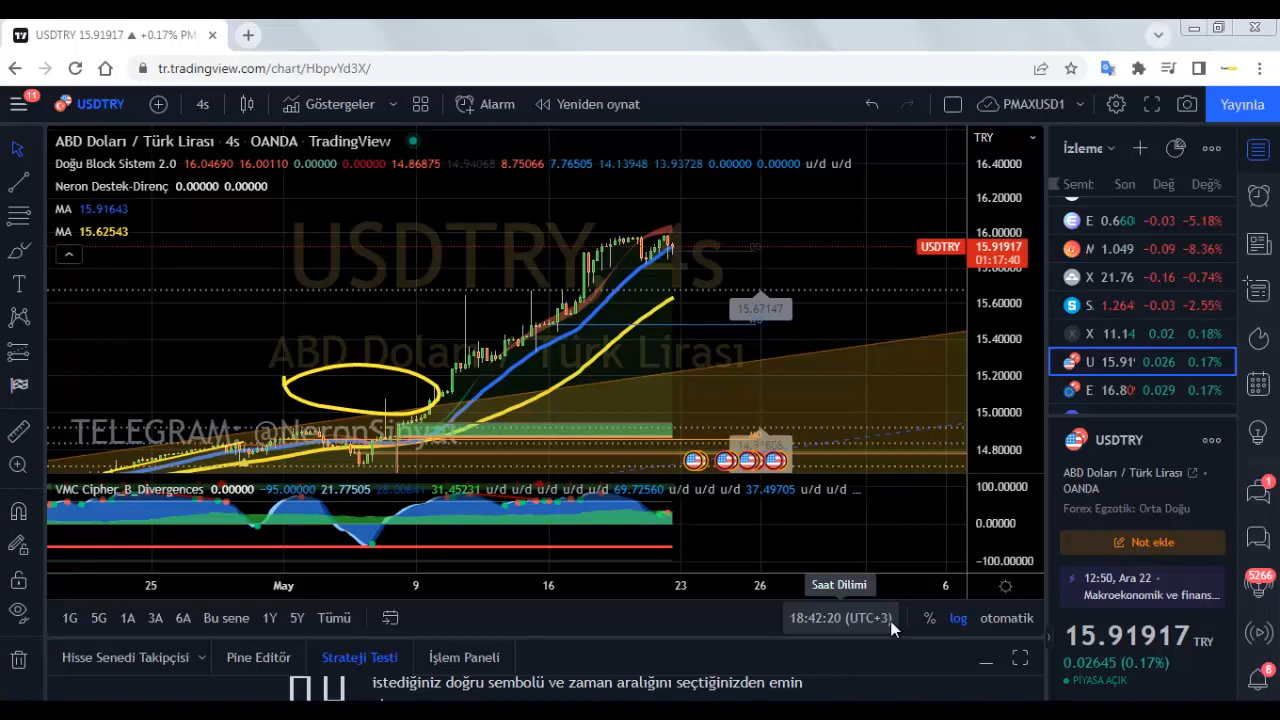 USDTRY 15.91917 ▲ +0.17% PM
tr.tradingview.com/chart/HbpvYd3X/
11
USDTRY
4s
Göstergeler
Alarm
Yeniden oynat
PMAXUSD1
Yayınla
ABD Doları / Türk Lirası · 4s · OANDA · TradingView
Doğu Block Sistem 2.0 16.04690 16.00110 0.00000 0.00000 14.86875 14.94068 8.75066 7.76505 14.13948 13.93728 0.00000 0.00000 u/d u/d
Neron Destek-Direnç 0.00000 0.00000
MA 15.91643
MA 15.62543
USDTRY 4s
ABD Doları / Türk Lirası
TELEGRAM: @NeronSinyal
TRY
16.40000
16.20000
16.00000
USDTRY 15.91917
01:17:40
15.60000
15.40000
15.20000
15.00000
14.80000
15.67147
VMC Cipher_B_Divergences 0.00000 −95.00000 21.77505 28.00641 31.45231 u/d u/d u/d 69.72560 u/d u/d 37.49705 u/d u/d ...
100.00000
0.00000
−100.00000
25 May 9 16 23 26 6
Saat Dilimi
1G 5G 1A 3A 6A Bu sene 1Y 5Y Tümü
18:42:20 (UTC+3)
% log otomatik
Hisse Senedi Takipçisi
Pine Editör
Strateji Testi
İşlem Paneli
istediğiniz doğru sembolü ve zaman aralığını seçtiğinizden emin
İzleme
Semb Son Değ Değ%
E 0.660 -0.03 -5.18%
M 1.049 -0.09 -8.36%
X 21.76 -0.16 -0.74%
S. 1.264 -0.03 -2.55%
X 11.14 0.02 0.18%
U 15.91 0.026 0.17%
E 16.80 0.029 0.17%
USDTRY
ABD Doları / Türk Lirası
OANDA
Forex Egzotik: Orta Doğu
Not ekle
12:50, Ara 22 ·
Makroekonomik ve finans...
15.91917 TRY
0.02645 (0.17%)
PİYASA AÇIK
1
5266
8